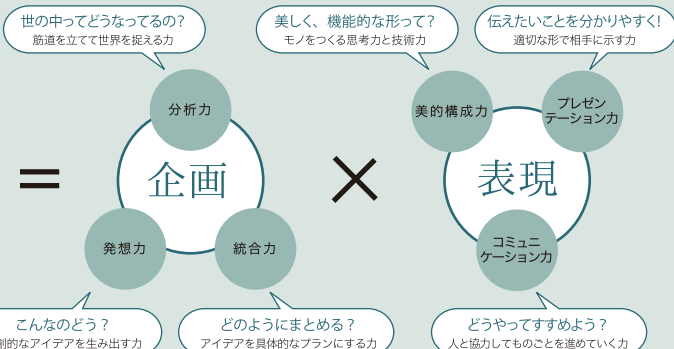 世の中ってどうなってるの？
筋道を立てて世界を捉える力
美しく、機能的な形って？
モノをつくる思考力と技術力
伝えたいことを分かりやすく!
適切な形で相手に示す力
分析力
美的構成力
プレゼン
テーション力
＝
企画
×
表現
発想力
統合力
コミュニ
ケーション力
こんなのどう？
的なアイデアを生み出す力
どのようにまとめる？
アイデアを具体的なプランにする力
どうやってすすめよう？
人と協力してものごとを進めていく力